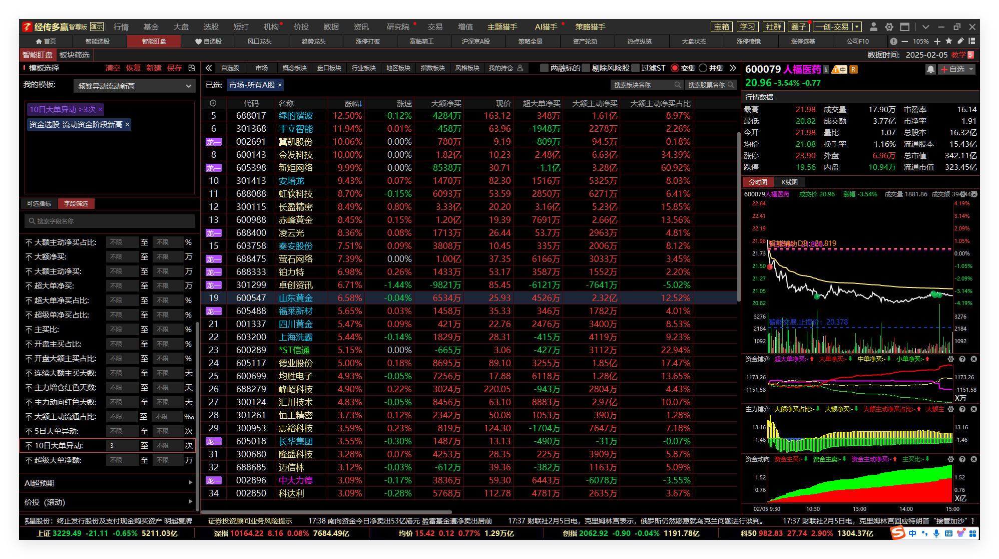 经传多赢 智尊版 演示 行情 基金 大盘 选股 短打 机构 价投 数据 资讯 研究院 交易 增值 主题猎手 AI猎手 策略猎手 宝箱 学习 社群 圈子 一创-交易
首页 智能选股 智能盯盘 自选股 风口龙头 趋势龙头 涨停打板 富临精工 沪深京A股 策略全景 资产轮动 热点纵览 大盘状态 涨停棱镜 涨停选基 公司F10 105%
智能盯盘 板块筛选 数据时间: 2025-02-05 教学
模板选择 清空 恢复 新建 保存
我的模板: 频繁异动流动新高
10日大单异动 ≥3次 ×
资金选股-流动资金阶段新高 ×
可选指标 字段筛选
搜索字段名称
不 大额主动净买占比: 不限 至 不限 %
不 大额净买: 不限 至 不限 万
不 大额主动净买: 不限 至 不限 万
不 超大单净买: 不限 至 不限 万
不 超大单净买占比: 不限 至 不限 %
不 超级单净买占比: 不限 至 不限 %
不 主买比: 不限 至 不限 %
不 开盘主买占比: 不限 至 不限 %
不 开盘大额主买占比: 不限 至 不限 %
不 连续大额主买天数: 不限 至 不限 天
不 主力增仓红色天数: 不限 至 不限 天
不 主力动向红色天数: 不限 至 不限 天
不 大额主动流通占比: 不限 至 不限 ‰
不 5日大单异动: 不限 至 不限 次
不 10日大单异动: 3 至 不限 次
不 超级大单净额: 不限 至 不限 万
AI超预期
价投（滚动）
自选股 市场 概念板块 盘口板块 行业板块 地区板块 指数板块 风格板块 我的持仓 两融标的 剔除风险股 过滤ST 交集 并集
已选: 市场-所有A股 × 搜索板块名称 搜索股票名称
代码 名称 涨幅↓ 涨速 大额净买 现价 超大单净买 大额主动净买 大额主动净买占比
5 688017 绿的谐波 12.50% -0.12% -4284万 163.12 348万 1.61亿 8.97%
6 301368 丰立智能 11.94% 0.01% -458万 63.96 -1948万 2278万 2.26%
龙一 002691 冀凯股份 10.06% 0.00% 780万 9.19 -809万 94.5万 0.18%
8 600143 金发科技 10.00% 0.00% 1.82亿 10.23 2.48亿 6.63亿 34.39%
龙一 605398 新炬网络 9.99% 0.00% -8538万 30.71 -1.1亿 3.28亿 60.92%
10 301413 安培龙 9.43% 0.07% 1470万 82.30 1516万 5325万 8.03%
11 688088 虹软科技 8.70% -0.15% 6093万 53.59 2850万 6271万 6.41%
12 300115 长盈精密 8.49% 0.80% 3.33亿 20.20 3.16亿 5.23亿 15.85%
13 600988 赤峰黄金 8.45% 0.15% 1.20亿 19.39 7691万 2.66亿 13.56%
龙一 688400 凌云光 8.36% 0.08% 1713万 26.44 53.7万 2963万 4.81%
15 603758 秦安股份 7.51% 0.09% 3808万 10.45 335万 2006万 8.12%
龙一 688475 萤石网络 7.39% 0.00% 1.00亿 37.35 6166万 3033万 3.45%
龙一 688333 铂力特 6.98% 0.26% 1433万 53.17 3587万 1552万 2.20%
龙一 301299 卓创资讯 6.71% -1.44% -9821万 85.45 -6121万 -7641万 -5.02%
19 600547 山东黄金 6.58% -0.04% 6534万 25.93 4526万 2.32亿 12.52%
龙一 605488 福莱新材 5.65% 0.03% 1458万 35.33 346万 1782万 4.01%
21 001337 四川黄金 5.47% 0.09% 421万 22.76 2476万 3400万 8.53%
22 603200 上海洗霸 5.44% -0.14% 1829万 28.31 -415万 4119万 9.23%
23 600289 *ST信通 5.15% 0.00% -665万 3.06 -427万 3112万 22.94%
24 605117 德业股份 5.00% 0.18% 8695万 89.10 3255万 1.85亿 17.47%
25 600699 均胜电子 4.93% -0.05% 7256万 17.88 6118万 1.28亿 13.65%
26 688279 峰岹科技 4.90% 0.22% 3024万 220.05 -943万 2804万 4.43%
27 300124 汇川技术 4.83% -0.05% 8456万 63.10 8883万 2.97亿 10.07%
28 301261 恒工精密 3.73% 0.12% 2342万 50.08 1053万 390万 1.28%
29 300953 震裕科技 3.59% 0.23% 819万 124.30 -1704万 7647万 7.18%
龙一 605018 长华集团 3.55% -0.30% 1487万 13.13 -490万 -31万 -0.07%
31 300680 隆盛科技 3.28% 0.07% 4253万 28.35 225万 3909万 5.87%
32 688685 迈信林 3.12% -0.03% -612万 39.36 -382万 1163万 5.09%
龙一 002896 中大力德 3.09% -0.17% 3836万 59.30 6443万 -6078万 -3.55%
34 002850 科达利 3.09% -0.28% 5768万 112.78 4781万 2635万 3.67%
600079 人福医药 i 中 R 自选
20.96 -3.54% -0.77
行情数据
最高 21.98 成交量 17.90万 市盈率 16.14
最低 20.82 成交额 3.77亿 市净率 1.91
今开 21.98 量比 1.07 总股本 16.32亿
均价 21.08 换手率 1.16% 流通股本 15.43亿
涨停 23.90 外盘 6.96万 总市值 342.11亿
跌停 19.56 内盘 10.94万 流通市值 323.45亿
分时图 K线图
600079人福医药 成交价 20.96 涨幅 -3.54% 成交量 1881.86 成交额
22.64 4.19%
22.41 3.14%
22.19 2.09%
21.96 智能辅助DB: 21.819 1.05%
21.73 0.00%
21.50 -1.05%
21.27 -2.09%
21.05 -3.14%
20.82 -4.19%
3276 智能交易.止损价：20.378 3276
2184 2184
1092 1092
资金博弈 超大单净买:- 大单净买:- 中单净买:- 小单净买:-
1173.26 1173.26
-1151.58 -1151.58
X万
主力博弈 大额净买占比:- 大额净买:- 大额主动净买占比:- 大额主
13.16 13.16
-1.46 -1.46
资金动向 资金主买:- 资金主卖:- 资金主动净买:- 主买比:-
1.52 1.52
0.76 0.76
X亿
02/05 9:30 10:30 13:00 14:00 15:00
慈星股份：终止发行股份及支付现金购买资产 明起复牌 证券投资顾问业务风险提示 17:38 南向资金今日净卖出53亿港元 盈富基金遭净卖出居前 17:37 财联社2月5日电，克里姆林宫表示，俄罗斯仍然愿意就乌克兰问题进行谈判。 17:37 财联社2月5日电，克里姆林宫回应特朗普“接管加沙”
上证 3229.49 -21.11 -0.65% 5211.03亿 深指 10164.22 8.16 0.08% 7684.49亿 均价 15.42 0.12 0.77% 1.29万亿 创指 2062.92 -0.90 -0.04% 1191.78亿 科50 982.83 27.74 2.90% 1304.37亿 中